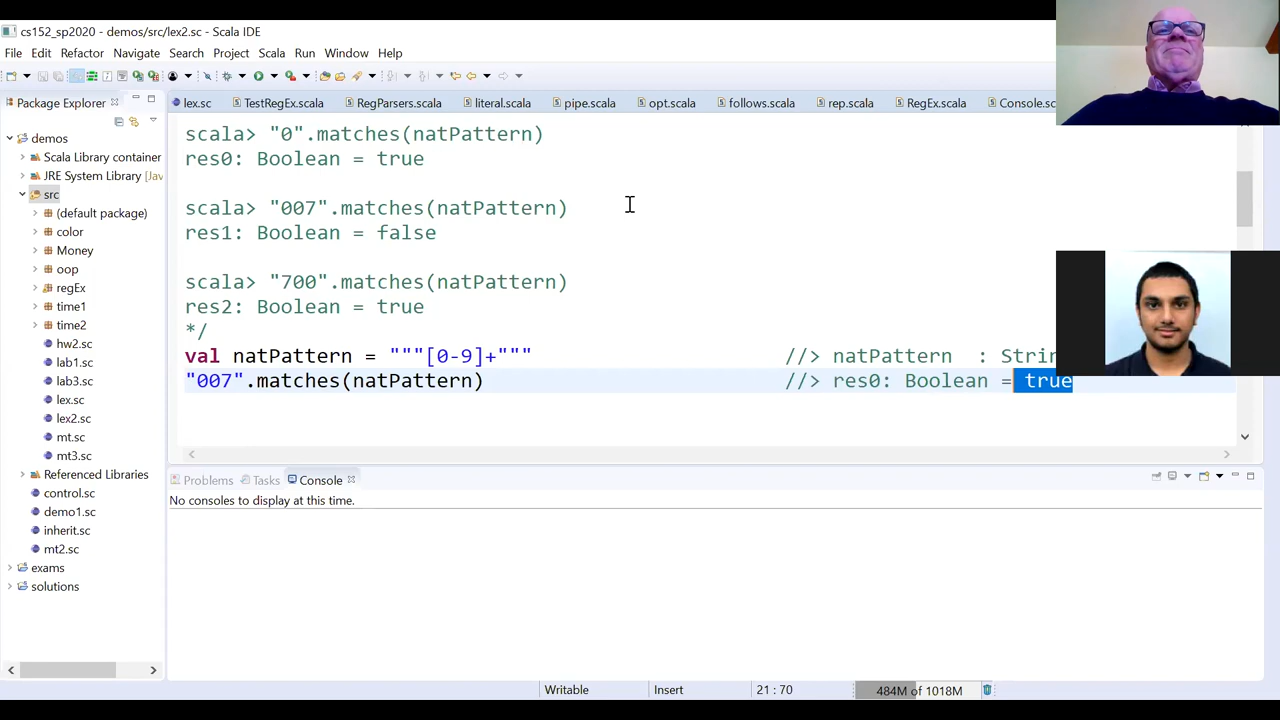 cs152_sp2020 - demos/src/lex2.sc - Scala IDE
File Edit Refactor Navigate Search Project Scala Run Window Help
Package Explorer
lex.sc TestRegEx.scala RegParsers.scala literal.scala pipe.scala opt.scala follows.scala rep.scala RegEx.scala Console.sc
demos
Scala Library container
JRE System Library [Jav
src
(default package)
color
Money
oop
regEx
time1
time2
hw2.sc
lab1.sc
lab3.sc
lex.sc
lex2.sc
mt.sc
mt3.sc
Referenced Libraries
control.sc
demo1.sc
inherit.sc
mt2.sc
exams
solutions
scala> "0".matches(natPattern)
res0: Boolean = true
scala> "007".matches(natPattern)
res1: Boolean = false
scala> "700".matches(natPattern)
res2: Boolean = true
*/
val natPattern = """[0-9]+""" //> natPattern : Strin
"007".matches(natPattern) //> res0: Boolean = true
Problems Tasks Console
No consoles to display at this time.
Writable Insert 21 : 70 484M of 1018M